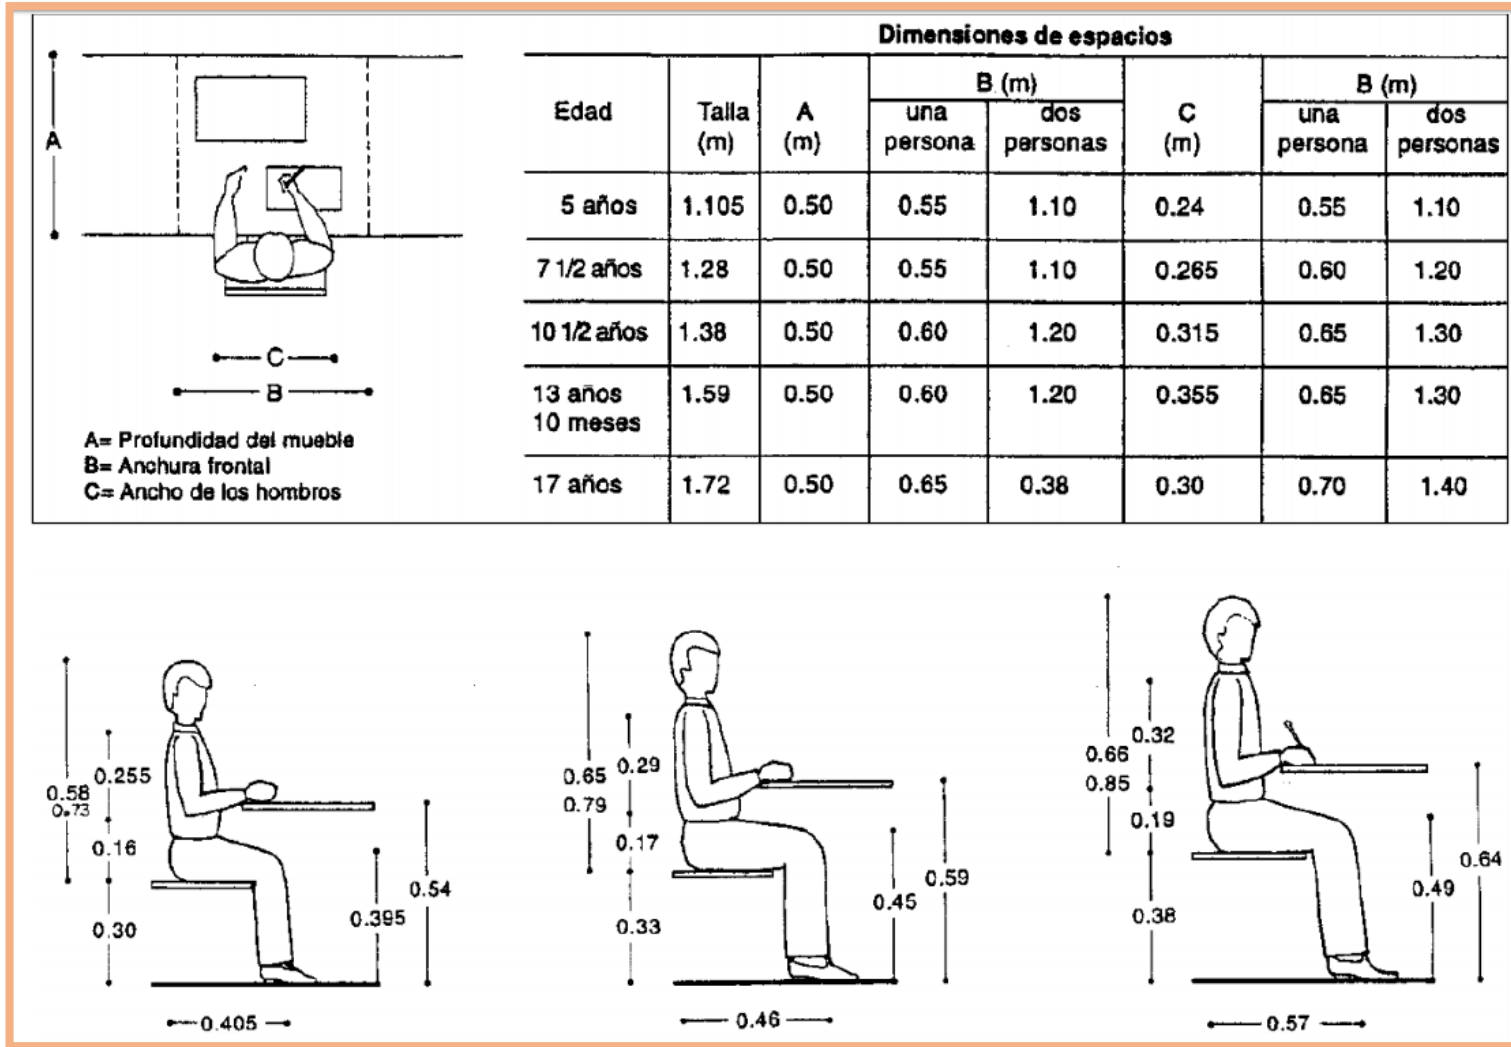 Dimensiones de espacios
Edad Talla (m) A (m) B (m) C (m) B (m)
una persona dos personas una persona dos personas
5 años 1.105 0.50 0.55 1.10 0.24 0.55 1.10
7 1/2 años 1.28 0.50 0.55 1.10 0.265 0.60 1.20
10 1/2 años 1.38 0.50 0.60 1.20 0.315 0.65 1.30
13 años 10 meses 1.59 0.50 0.60 1.20 0.355 0.65 1.30
17 años 1.72 0.50 0.65 0.38 0.30 0.70 1.40
A
C
B
A= Profundidad del mueble
B= Anchura frontal
C= Ancho de los hombros
0.58
0.73
0.255
0.16
0.30
0.395
0.54
0.405
0.65
0.79
0.29
0.17
0.33
0.45
0.59
0.46
0.66
0.85
0.32
0.19
0.38
0.49
0.64
0.57